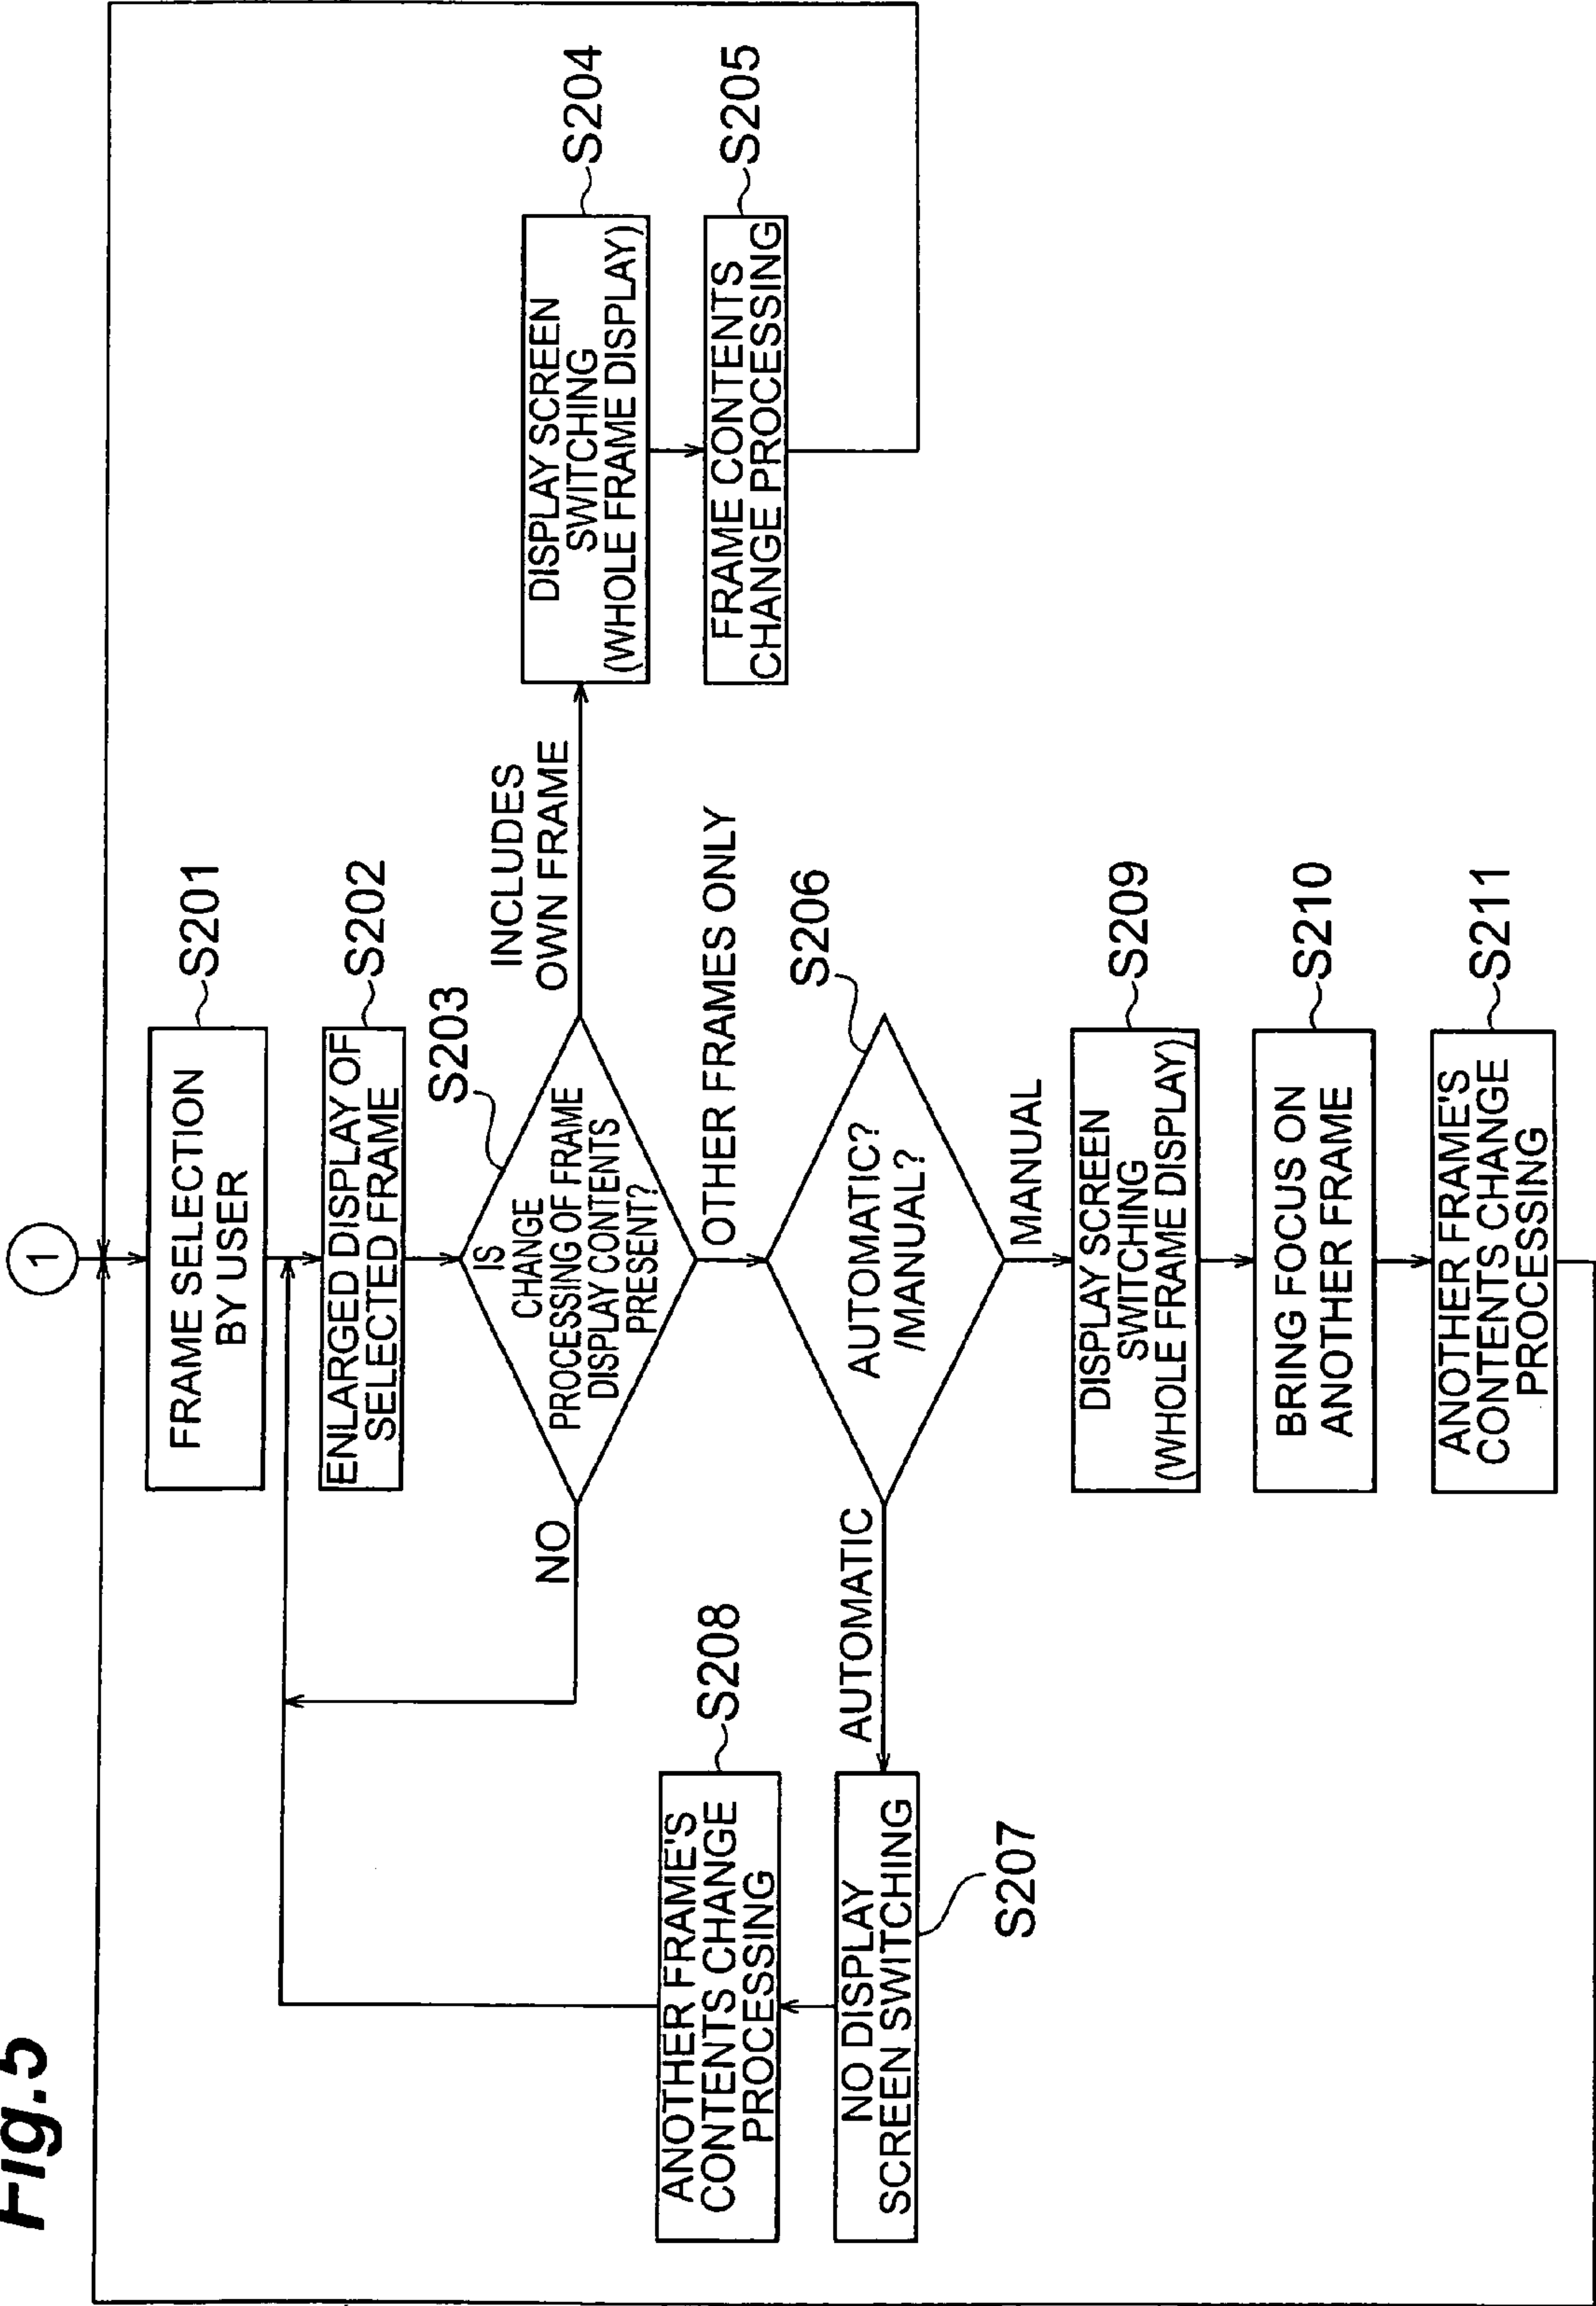 Fig.5
1
FRAME SELECTION
BY USER
S201
ENLARGED DISPLAY OF
SELECTED FRAME
S202
IS
CHANGE
PROCESSING OF FRAME
DISPLAY CONTENTS
PRESENT?
S203
NO
INCLUDES
OWN FRAME
DISPLAY SCREEN
SWITCHING
(WHOLE FRAME DISPLAY)
S204
FRAME CONTENTS
CHANGE PROCESSING
S205
OTHER FRAMES ONLY
AUTOMATIC?
/MANUAL?
S206
AUTOMATIC
NO DISPLAY
SCREEN SWITCHING
S207
ANOTHER FRAME'S
CONTENTS CHANGE
PROCESSING
S208
MANUAL
DISPLAY SCREEN
SWITCHING
(WHOLE FRAME DISPLAY)
S209
BRING FOCUS ON
ANOTHER FRAME
S210
ANOTHER FRAME'S
CONTENTS CHANGE
PROCESSING
S211